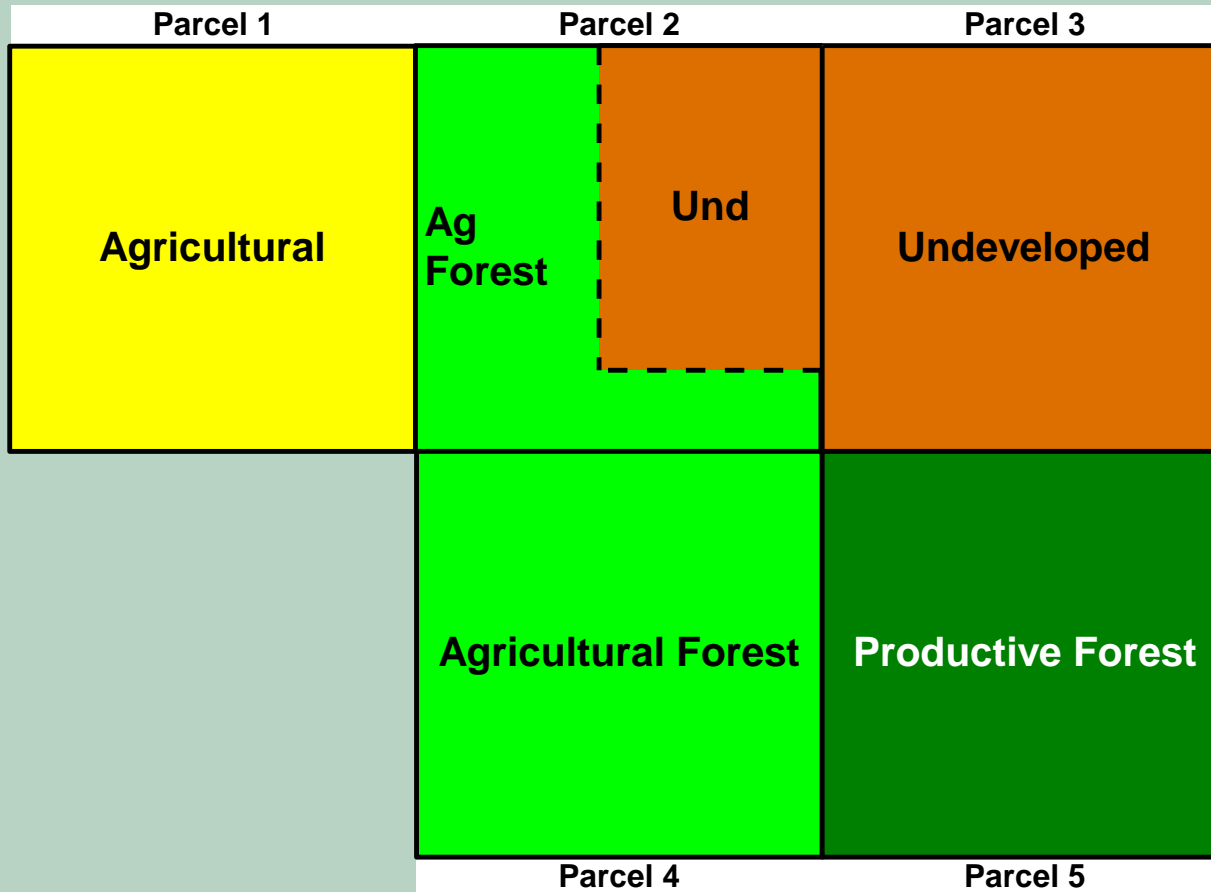 Parcel 1
Parcel 2
Parcel 3
Agricultural
Ag
Forest
Und
Undeveloped
Agricultural Forest
Productive Forest
Parcel 4
Parcel 5